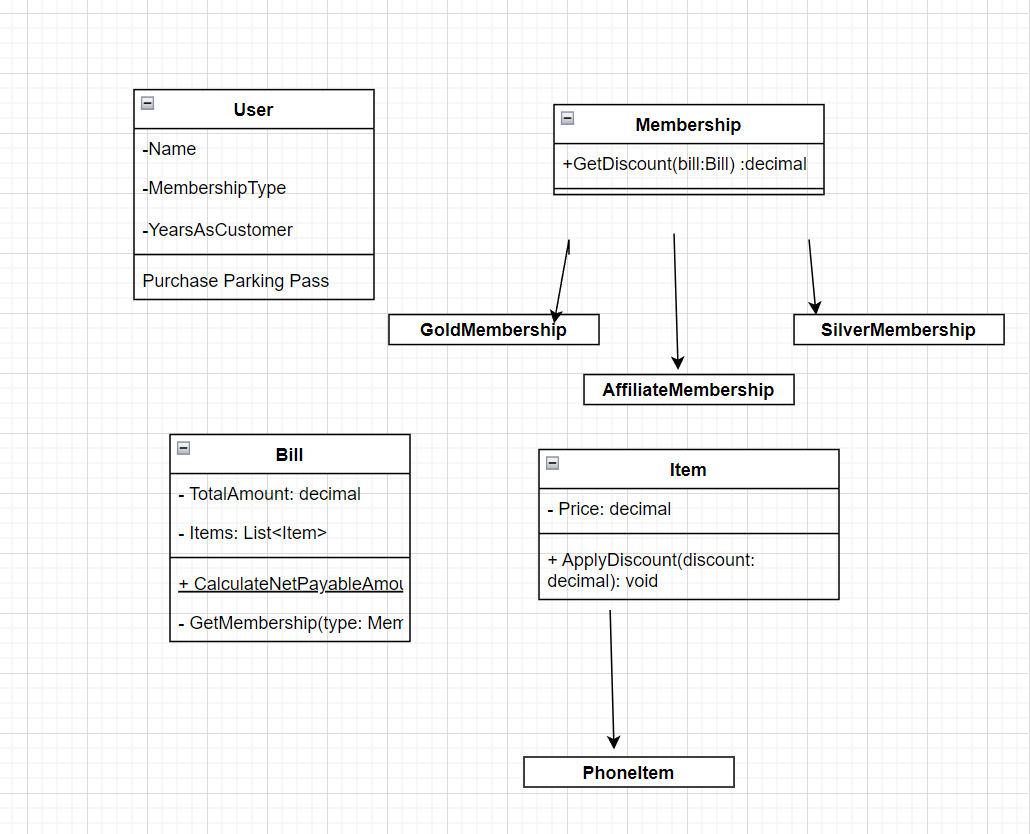 User
-Name
-MembershipType
-YearsAsCustomer
Purchase Parking Pass
Membership
+GetDiscount(bill:Bill) :decimal
GoldMembership
SilverMembership
AffiliateMembership
Bill
- TotalAmount: decimal
- Items: List<Item>
+ CalculateNetPayableAmou
- GetMembership(type: Mem
Item
- Price: decimal
+ ApplyDiscount(discount:
decimal): void
PhoneItem